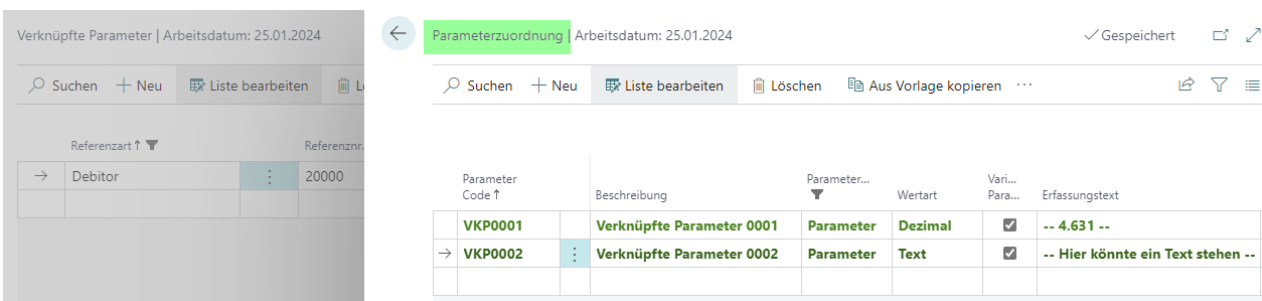 Verknüpfte Parameter | Arbeitsdatum: 25.01.2024
Suchen Neu Liste bearbeiten
Referenzart ↑ Referenznr.
Debitor 20000
Parameterzuordnung | Arbeitsdatum: 25.01.2024 Gespeichert
Suchen Neu Liste bearbeiten Löschen Aus Vorlage kopieren ...
Parameter Code ↑ Beschreibung Parameter... Wertart Vari... Para... Erfassungstext
VKP0001 Verknüpfte Parameter 0001 Parameter Dezimal -- 4.631 --
VKP0002 Verknüpfte Parameter 0002 Parameter Text -- Hier könnte ein Text stehen --